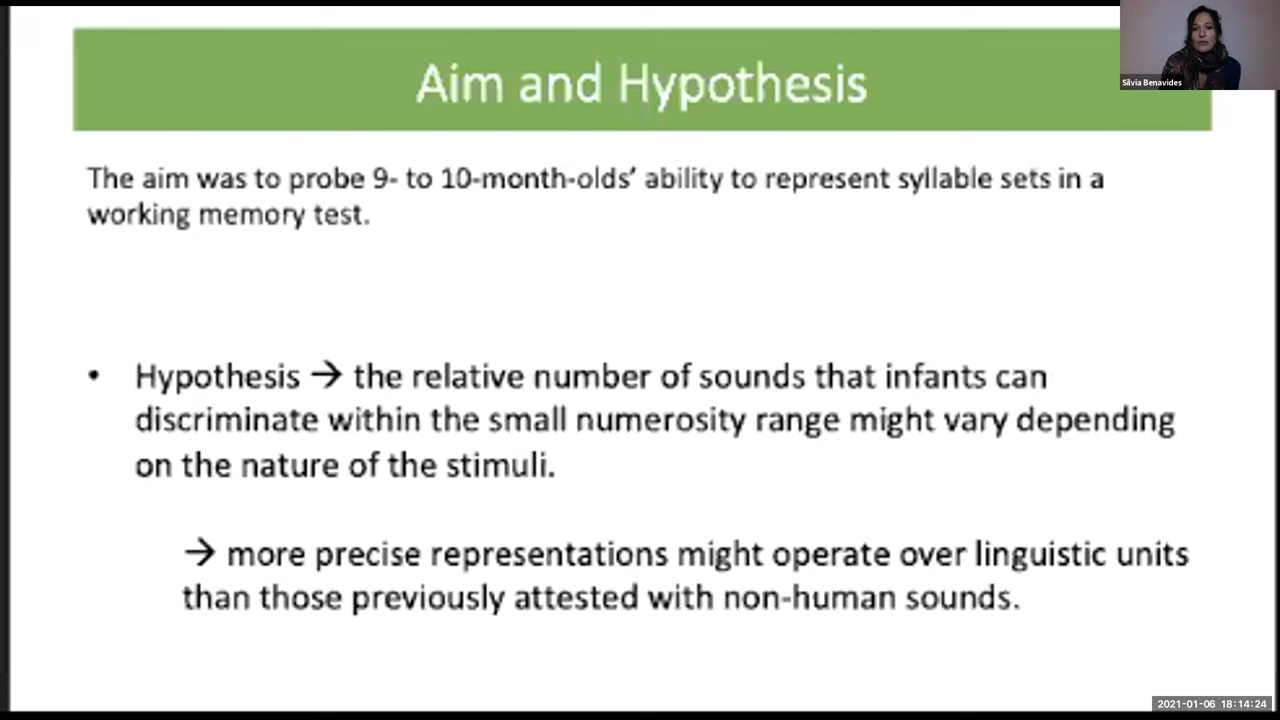 Aim and Hypothesis
Silvia Benavides
The aim was to probe 9- to 10-month-olds’ ability to represent syllable sets in a
working memory test.
• Hypothesis → the relative number of sounds that infants can
discriminate within the small numerosity range might vary depending
on the nature of the stimuli.
→ more precise representations might operate over linguistic units
than those previously attested with non-human sounds.
2021-01-06 18:14:24